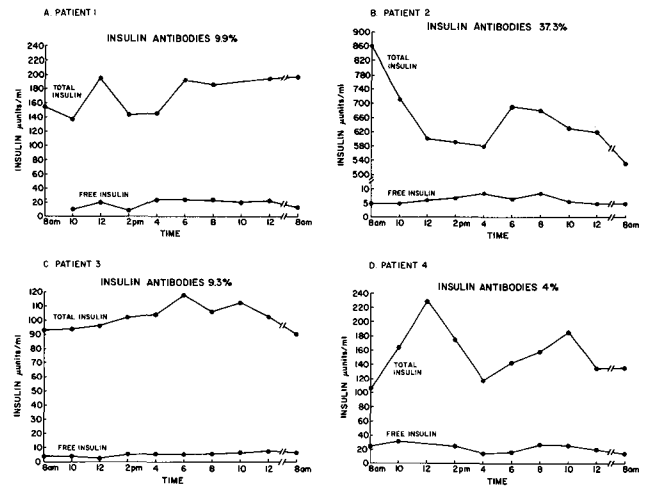 A. PATIENT 1
INSULIN ANTIBODIES 9.9%
240
220
200
180
160
140
120
100
80
60
40
20
0
INSULIN µunits/ml
TOTAL
INSULIN
FREE INSULIN
8am 10 12 2pm 4 6 8 10 12 8am
TIME
B. PATIENT 2
INSULIN ANTIBODIES 37.3%
900
860
820
780
740
700
660
620
580
540
500
10
5
0
INSULIN µunits/ml
TOTAL
INSULIN
FREE INSULIN
8am 10 12 2pm 4 6 8 10 12 8am
TIME
C. PATIENT 3
INSULIN ANTIBODIES 9.3%
120
110
100
90
80
70
60
50
40
30
20
10
0
INSULIN µunits/ml
TOTAL INSULIN
FREE INSULIN
8am 10 12 2pm 4 6 8 10 12 8am
TIME
D. PATIENT 4
INSULIN ANTIBODIES 4%
240
220
200
180
160
140
120
100
80
60
40
20
0
INSULIN µunits/ml
TOTAL
INSULIN
FREE INSULIN
8am 10 12 2pm 4 6 8 10 12 8am
TIME